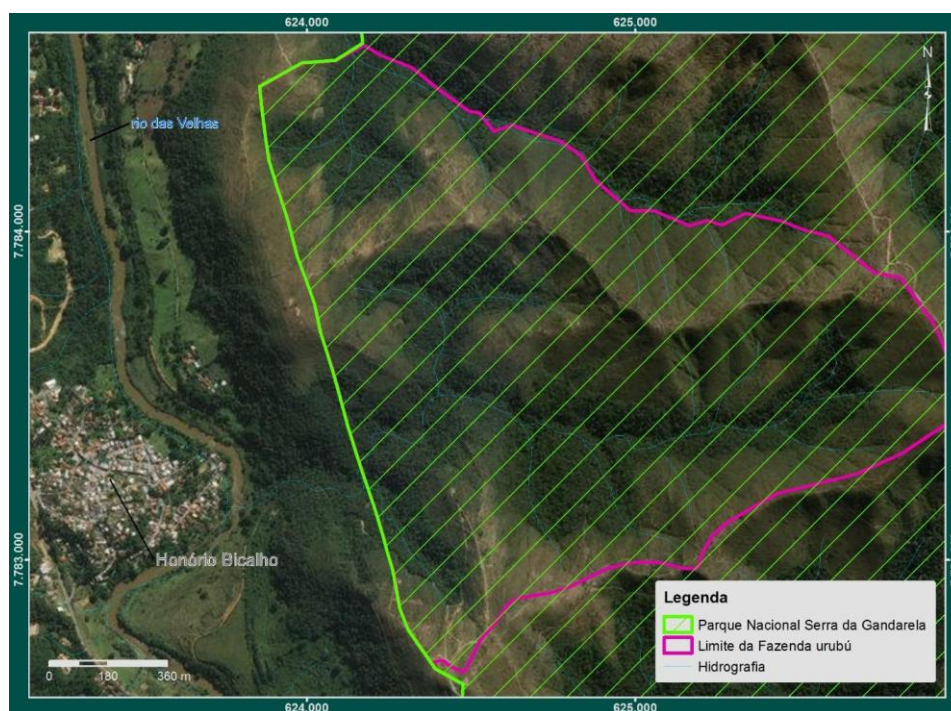 624.000 625.000
N
rio das Velhas
7.784.000
7.783.000
Honório Bicalho
Legenda
Parque Nacional Serra da Gandarela
Limite da Fazenda urubú
Hidrografia
0 180 360 m
624.000 625.000